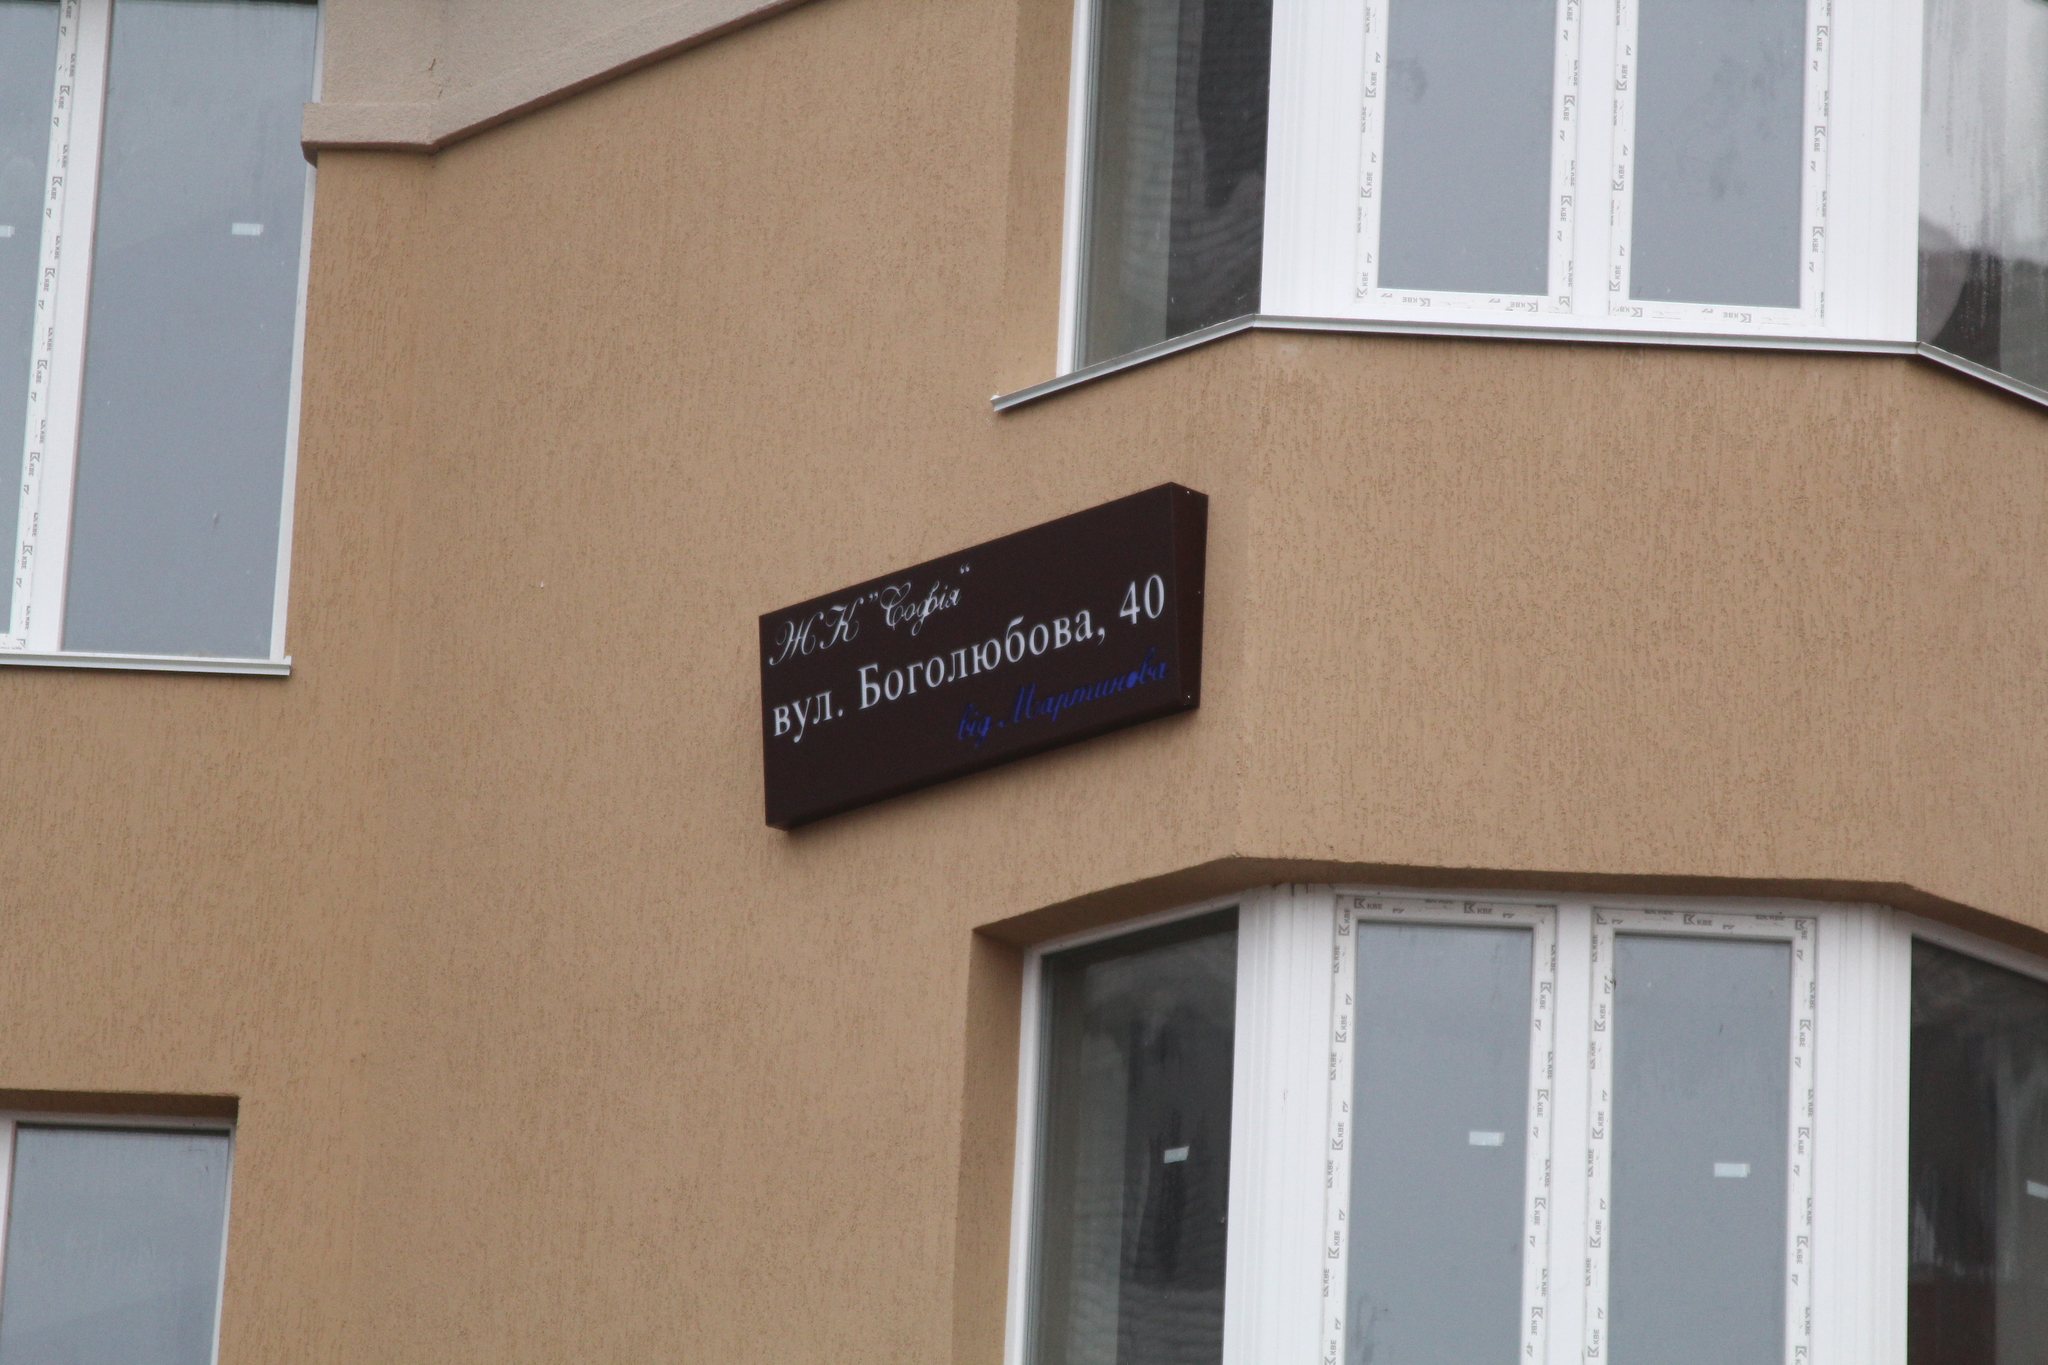 ЖК "Софія"
вул. Боголюбова, 40
від Мартинова